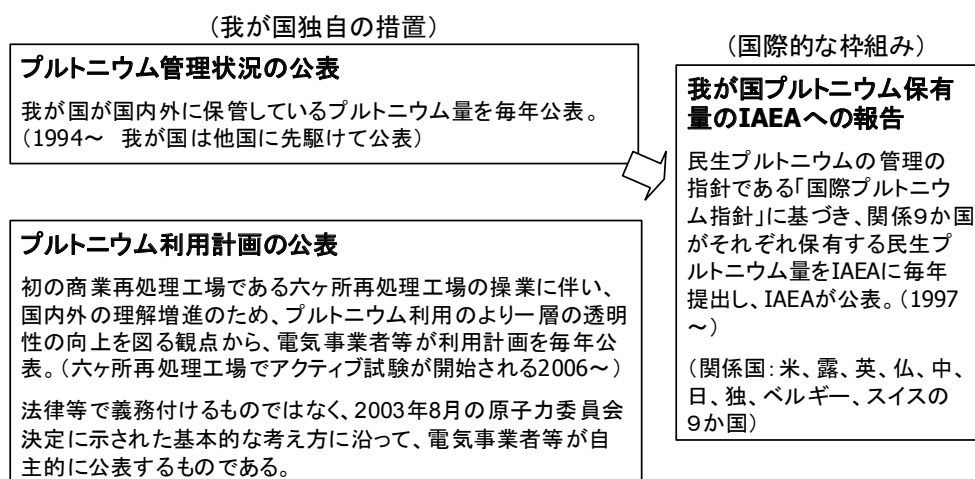 （我が国独自の措置）
プルトニウム管理状況の公表
我が国が国内外に保管しているプルトニウム量を毎年公表。
（1994～　我が国は他国に先駆けて公表）
プルトニウム利用計画の公表
初の商業再処理工場である六ヶ所再処理工場の操業に伴い、
国内外の理解増進のため、プルトニウム利用のより一層の透明
性の向上を図る観点から、電気事業者等が利用計画を毎年公
表。（六ヶ所再処理工場でアクティブ試験が開始される2006～）
法律等で義務付けるものではなく、2003年8月の原子力委員会
決定に示された基本的な考え方に沿って、電気事業者等が自
主的に公表するものである。
（国際的な枠組み）
我が国プルトニウム保有
量のIAEAへの報告
民生プルトニウムの管理の
指針である「国際プルトニウ
ム指針」に基づき、関係９か国
がそれぞれ保有する民生プ
ルトニウム量をIAEAに毎年
提出し、IAEAが公表。（1997
～）
（関係国：米、露、英、仏、中、
日、独、ベルギー、スイスの
９か国）